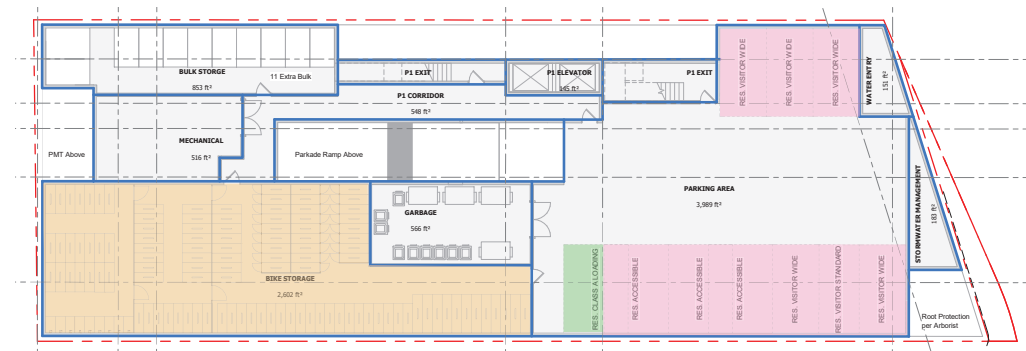 BULK STORGE
853 ft²
11 Extra Bulk
P1 EXIT
P1 ELEVATOR
145 ft²
P1 EXIT
RES. VISITOR WIDE
RES. VISITOR WIDE
RES. VISITOR WIDE
WATER ENTRY
151 ft²
P1 CORRIDOR
548 ft²
MECHANICAL
516 ft²
PMT Above
Parkade Ramp Above
PARKING AREA
3,989 ft²
STORMWATER MANAGEMENT
183 ft²
GARBAGE
566 ft²
BIKE STORAGE
2,602 ft²
RES. CLASS A LOADING
RES. ACCESSIBLE
RES. ACCESSIBLE
RES. ACCESSIBLE
RES. VISITOR WIDE
RES. VISITOR STANDARD
RES. VISITOR WIDE
Root Protection
per Arborist